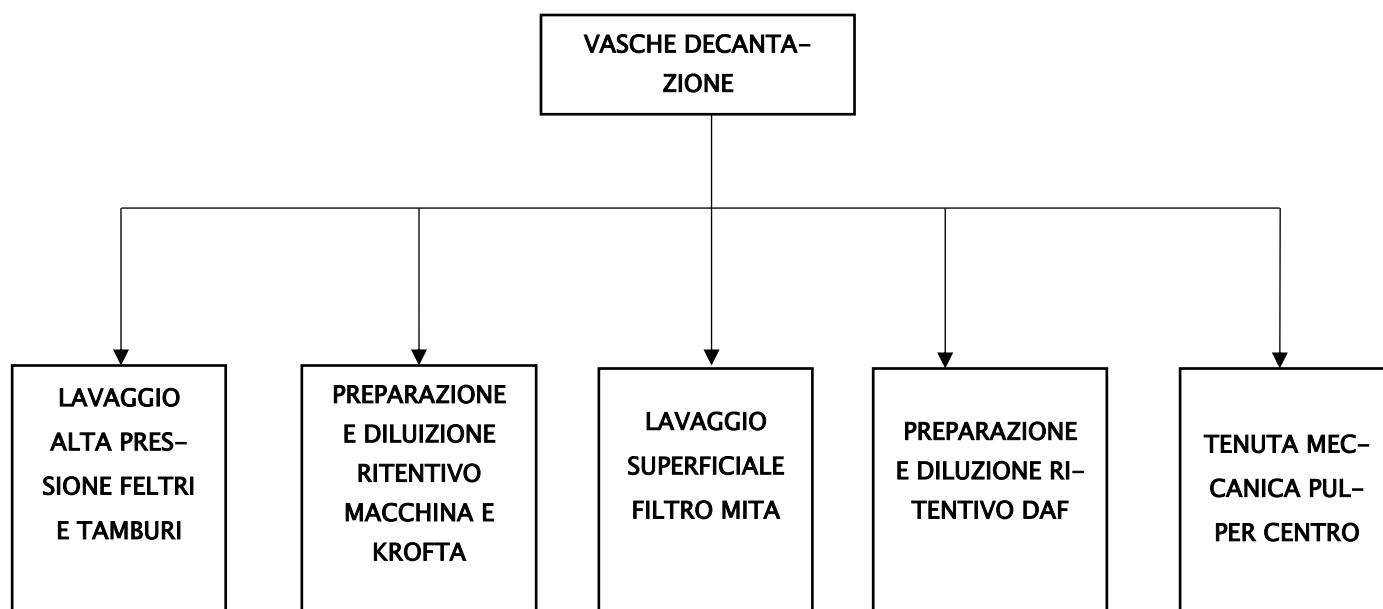 VASCHE DECANTA-
ZIONE
LAVAGGIO
ALTA PRES-
SIONE FELTRI
E TAMBURI
PREPARAZIONE
E DILUIZIONE
RITENTIVO
MACCHINA E
KROFTA
LAVAGGIO
SUPERFICIALE
FILTRO MITA
PREPARAZIONE
E DILUZIONE RI-
TENTIVO DAF
TENUTA MEC-
CANICA PUL-
PER CENTRO